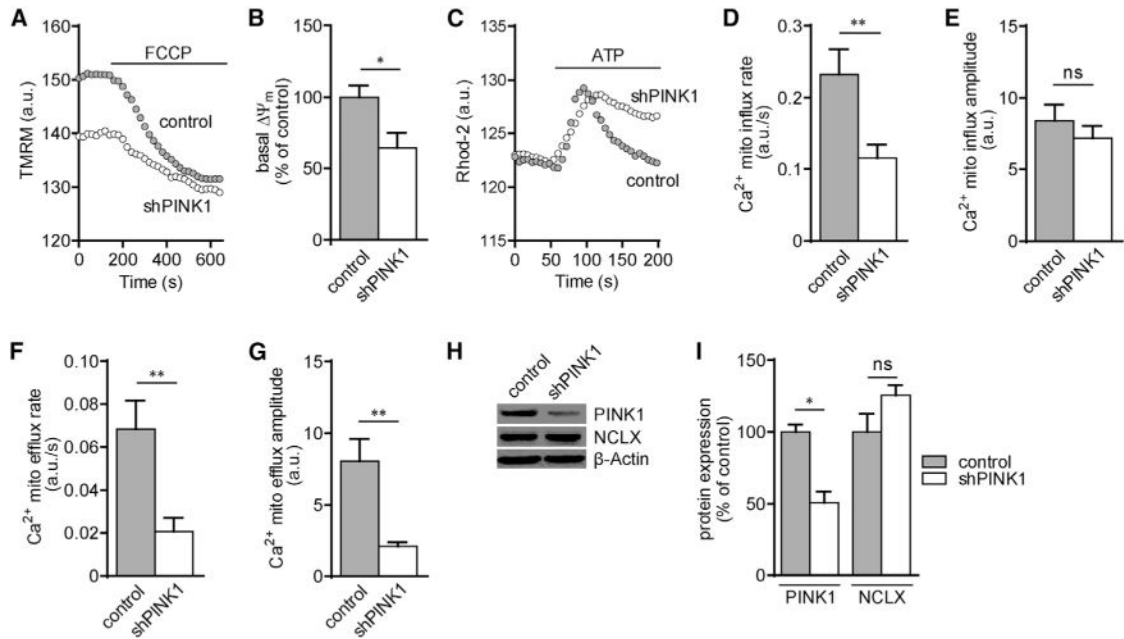 A
TMRM (a.u.)
150
140
130
120
FCCP
control
shPINK1
0 200 400 600
Time (s)
B
basal ΔΨm
(% of control)
150
100
50
0
*
control
shPINK1
C
Rhod-2 (a.u.)
135
130
125
120
115
ATP
shPINK1
control
0 50 100 150 200
Time (s)
D
Ca2+ mito influx rate
(a.u./s)
0.3
0.2
0.1
0
**
control
shPINK1
E
Ca2+ mito influx amplitude
(a.u.)
15
10
5
0
ns
control
shPINK1
F
Ca2+ mito efflux rate
(a.u./s)
0.10
0.08
0.06
0.04
0.02
0
**
control
shPINK1
G
Ca2+ mito efflux amplitude
(a.u.)
15
10
5
0
**
control
shPINK1
H
control
shPINK1
PINK1
NCLX
β-Actin
I
protein expression
(% of control)
150
100
50
0
*
ns
PINK1
NCLX
control
shPINK1